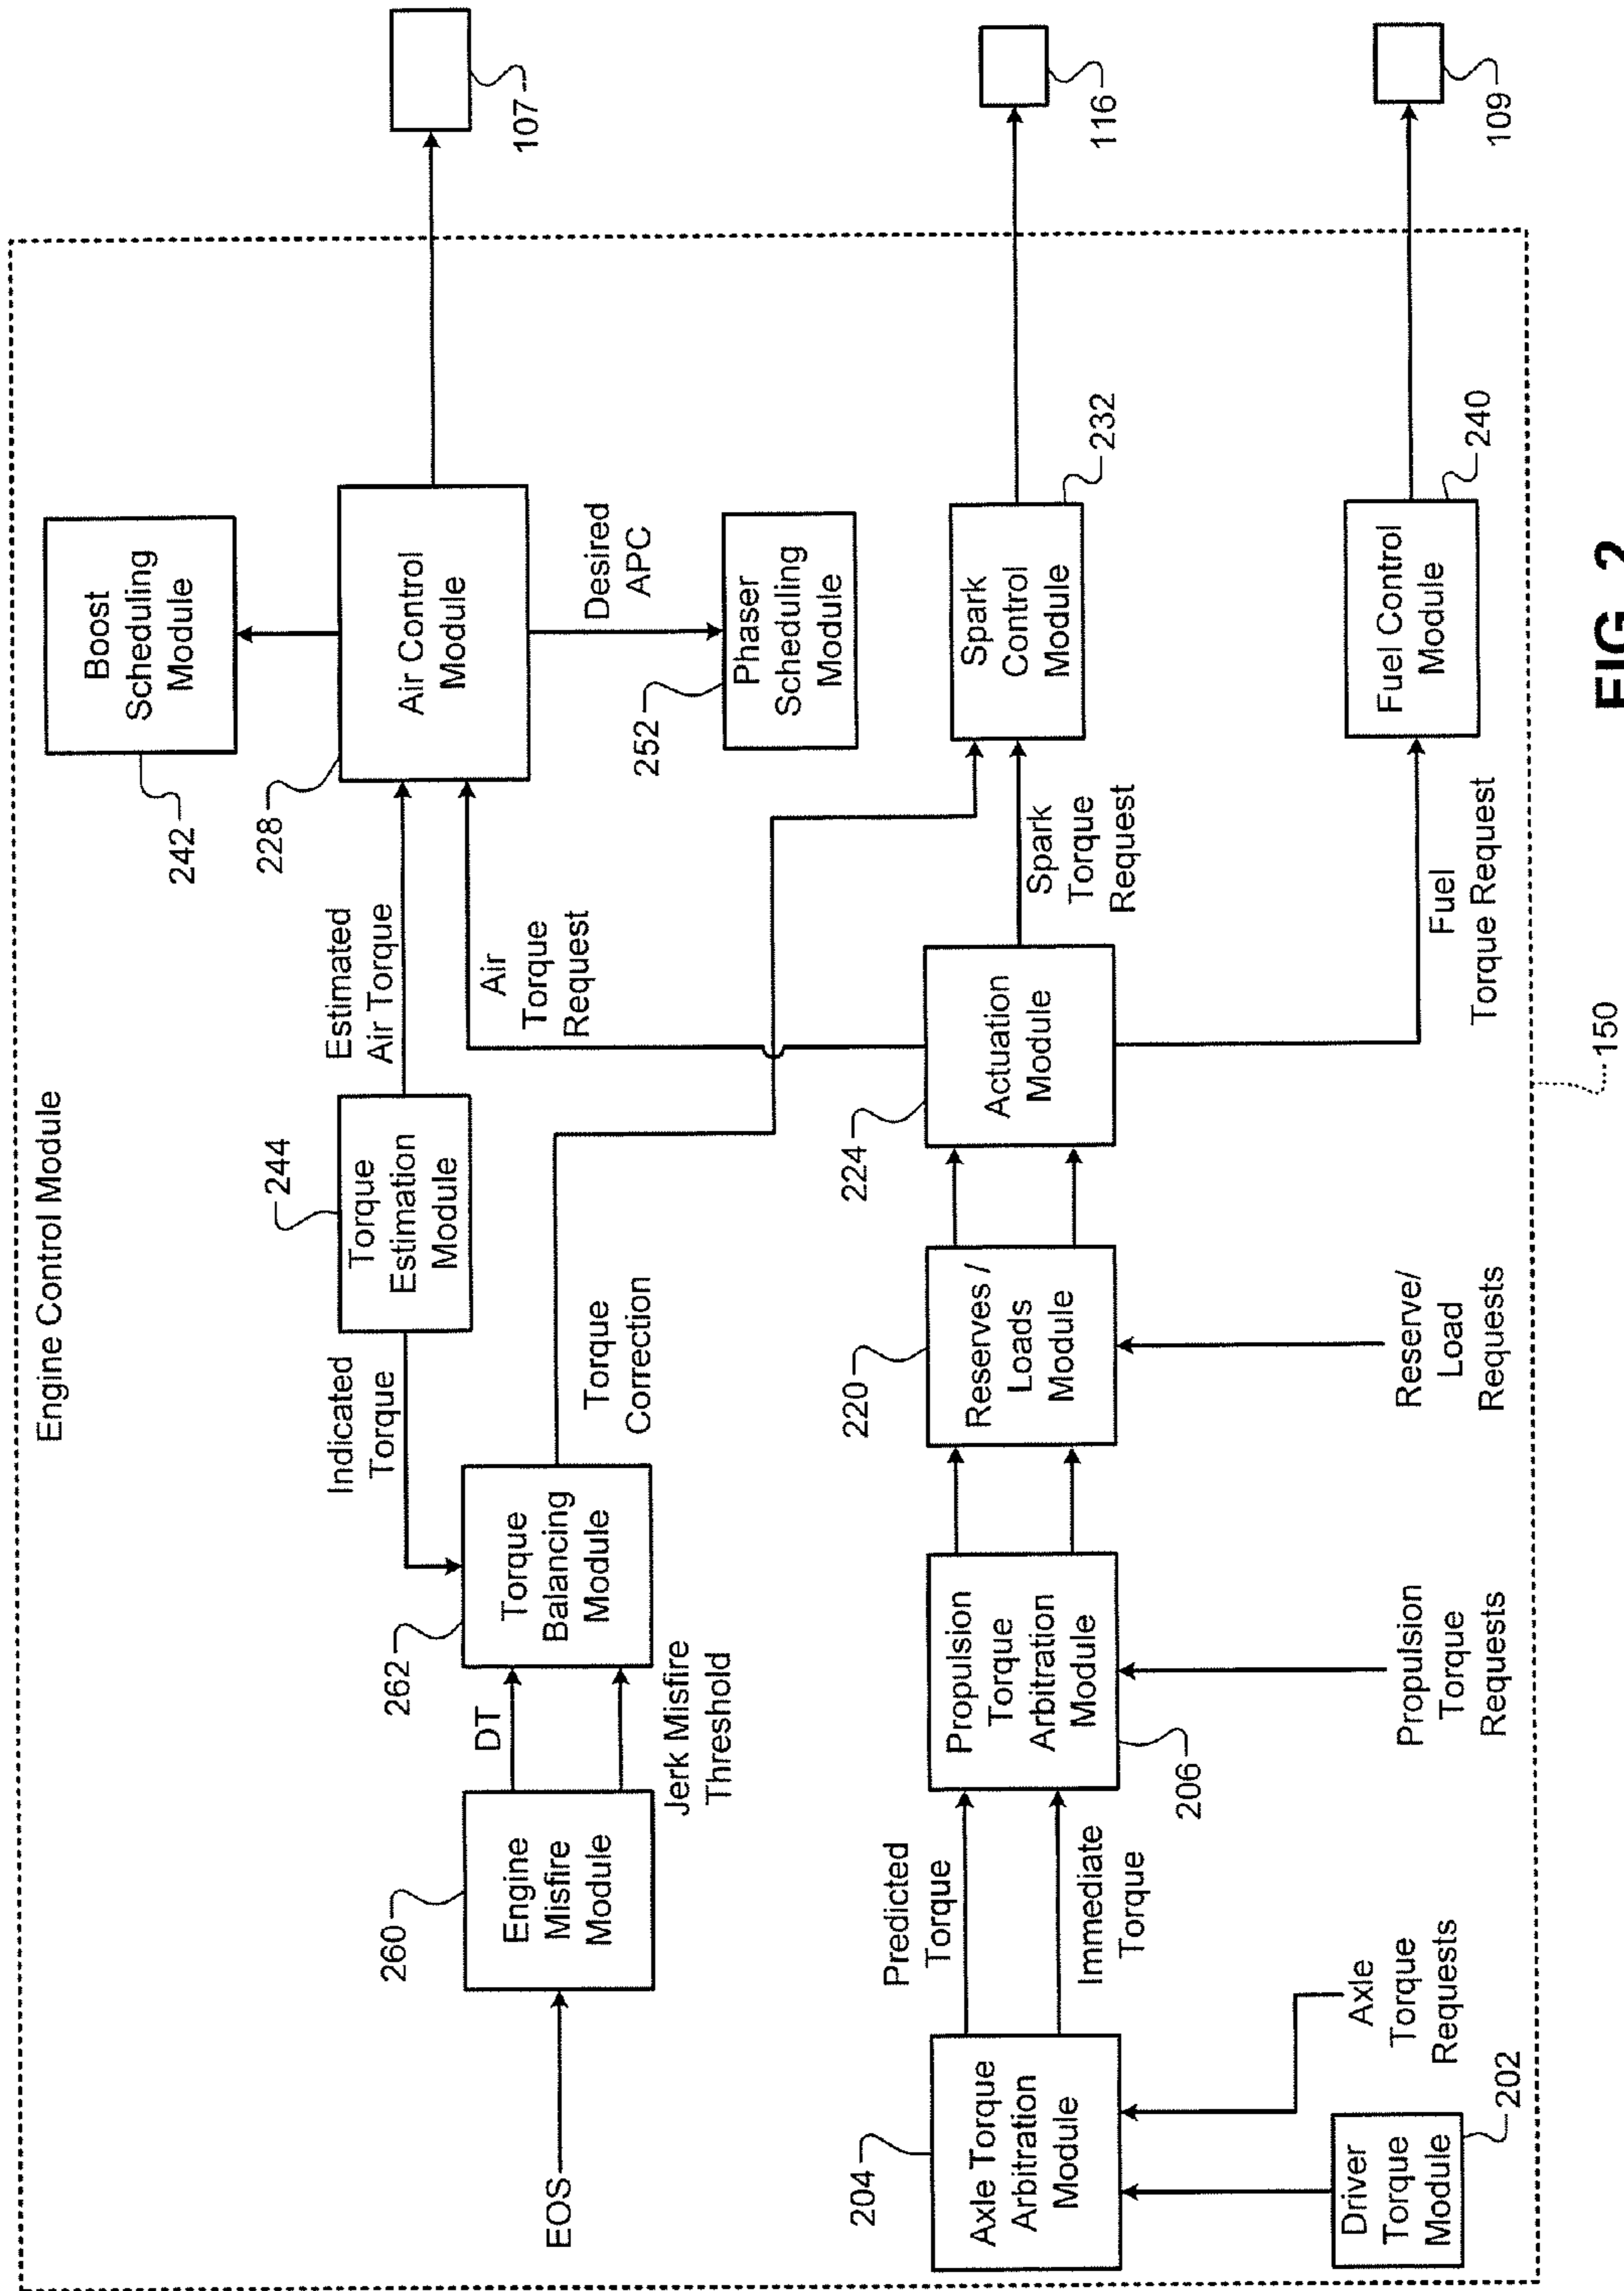 Engine Control Module
Boost
Scheduling
Module
242
107
Air Control
Module
228
Estimated
Air Torque
Torque
Estimation
Module
244
Indicated
Torque
Desired
APC
Phaser
Scheduling
Module
252
Air
Torque
Request
Torque
Correction
Torque
Balancing
Module
262
DT
Jerk Misfire
Threshold
Engine
Misfire
Module
260
EOS
Axle Torque
Arbitration
Module
204
Predicted
Torque
Immediate
Torque
Propulsion
Torque
Arbitration
Module
206
Reserves /
Loads
Module
220
Actuation
Module
224
Spark
Torque
Request
Spark
Control
Module
232
116
Driver
Torque
Module
202
Axle
Torque
Requests
Propulsion
Torque
Requests
Reserve/
Load
Requests
Fuel
Torque Request
Fuel Control
Module
240
109
150
FIG. 2